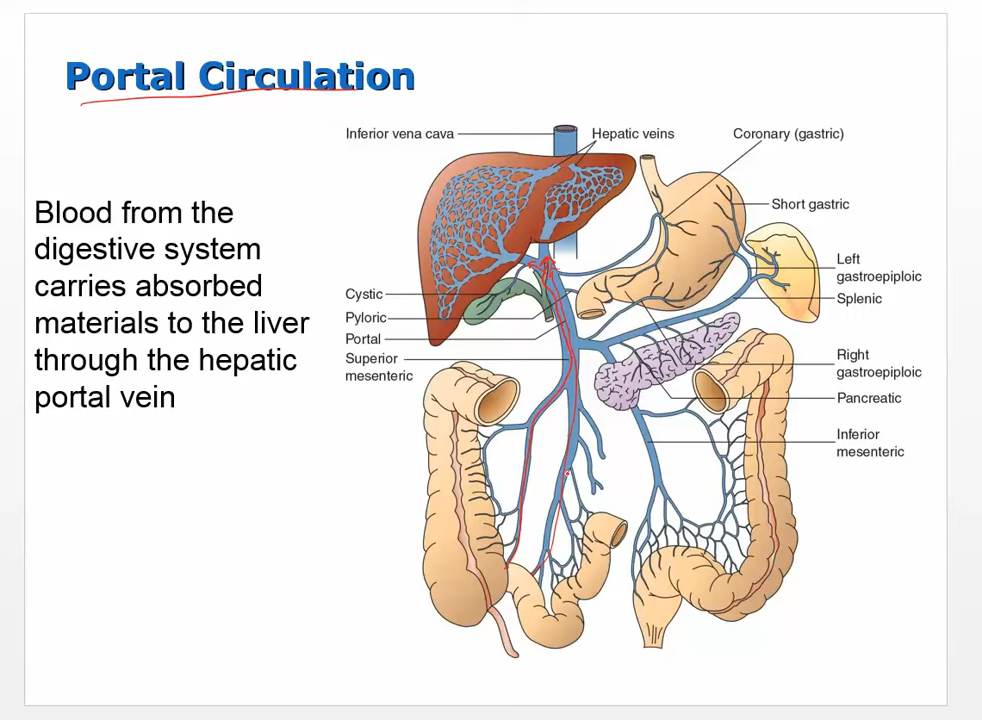 Portal Circulation
Inferior vena cava
Hepatic veins
Coronary (gastric)
Blood from the
digestive system
carries absorbed
materials to the liver
through the hepatic
portal vein
Short gastric
Left
gastroepiploic
Splenic
Cystic
Pyloric
Portal
Superior
mesenteric
Right
gastroepiploic
Pancreatic
Inferior
mesenteric